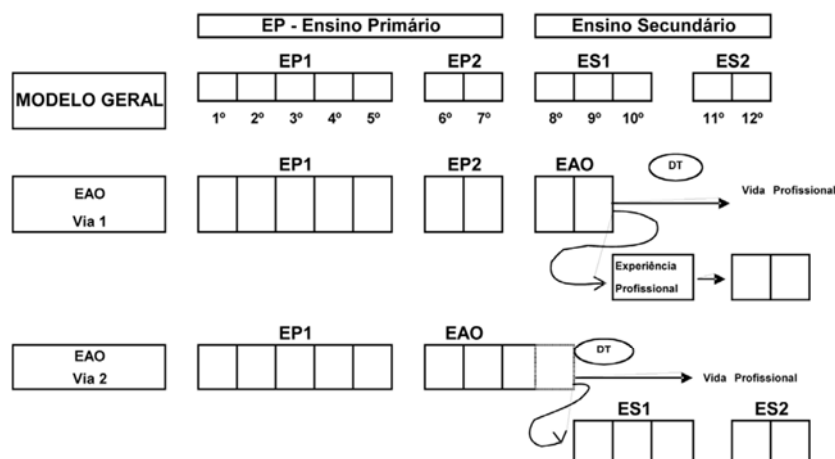 EP - Ensino Primário
Ensino Secundário
EP1
EP2
ES1
ES2
MODELO GERAL
1º 2º 3º 4º 5º 6º 7º 8º 9º 10º 11º 12º
EP1
EP2
EAO
DT
EAO
Via 1
Vida Profissional
Experiência
Profissional
EP1
EAO
DT
EAO
Via 2
Vida Profissional
ES1
ES2